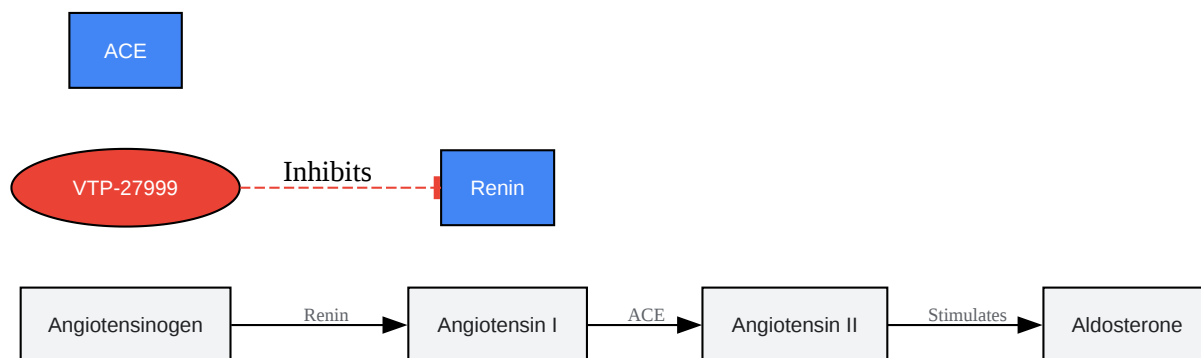 ACE
VTP-27999
Inhibits
Renin
Angiotensinogen
Renin
Angiotensin I
ACE
Angiotensin II
Stimulates
Aldosterone